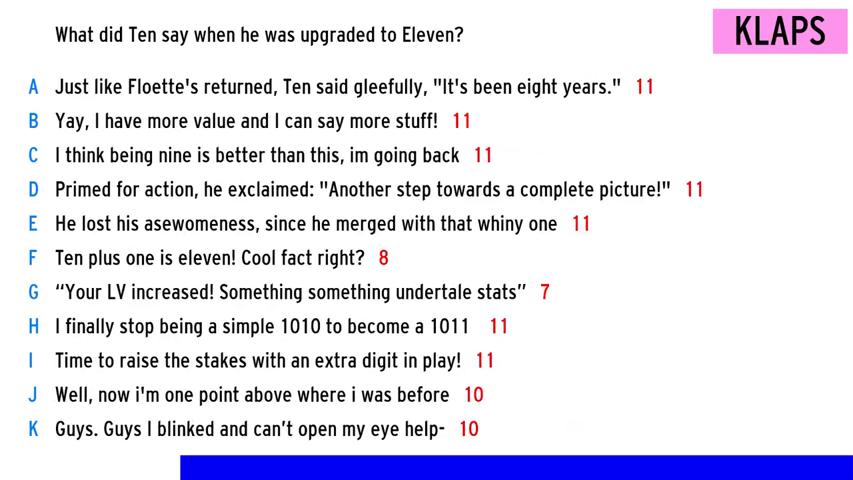 What did Ten say when he was upgraded to Eleven?
KLAPS
A Just like Floette's returned, Ten said gleefully, "It's been eight years." 11
B Yay, I have more value and I can say more stuff! 11
C I think being nine is better than this, im going back 11
D Primed for action, he exclaimed: "Another step towards a complete picture!" 11
E He lost his asewomeness, since he merged with that whiny one 11
F Ten plus one is eleven! Cool fact right? 8
G “Your LV increased! Something something undertale stats” 7
H I finally stop being a simple 1010 to become a 1011 11
I Time to raise the stakes with an extra digit in play! 11
J Well, now i'm one point above where i was before 10
K Guys. Guys I blinked and can’t open my eye help- 10